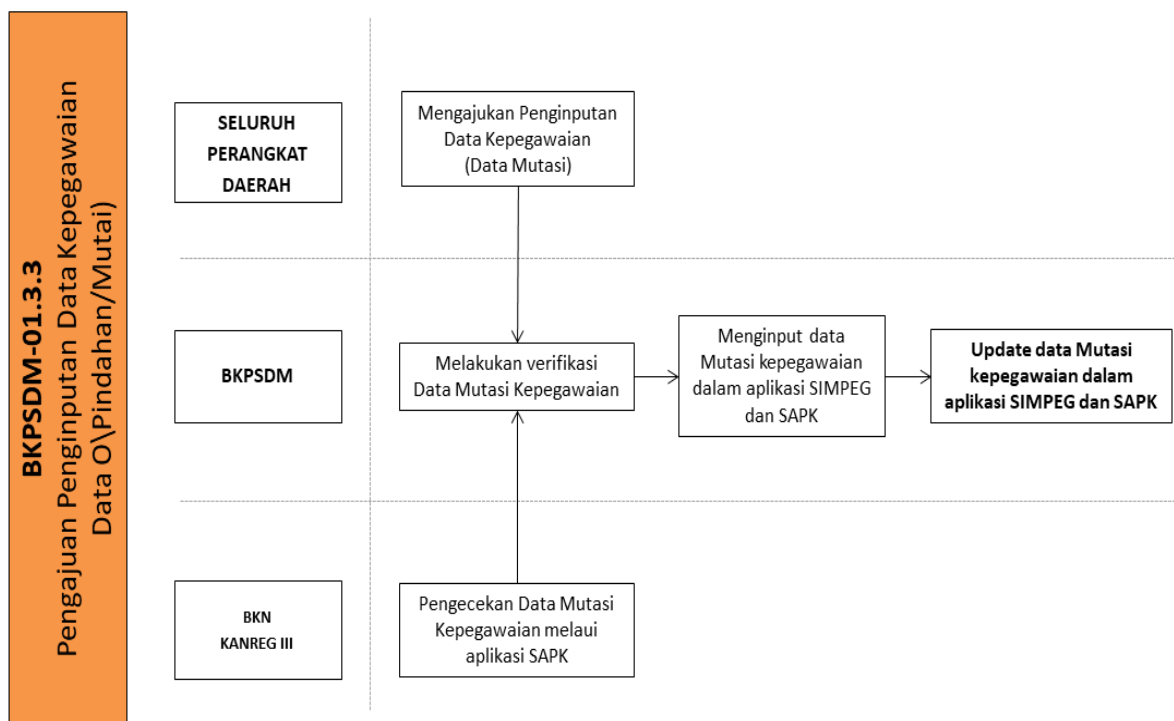 BKPSDM-01.3.3
Pengajuan Penginputan Data Kepegawaian
Data O\Pindahan/Mutai)
SELURUH
PERANGKAT
DAERAH
Mengajukan Penginputan
Data Kepegawaian
(Data Mutasi)
BKPSDM
Melakukan verifikasi
Data Mutasi Kepegawaian
Menginput data
Mutasi kepegawaian
dalam aplikasi SIMPEG
dan SAPK
Update data Mutasi
kepegawaian dalam
aplikasi SIMPEG dan SAPK
BKN
KANREG III
Pengecekan Data Mutasi
Kepegawaian melaui
aplikasi SAPK